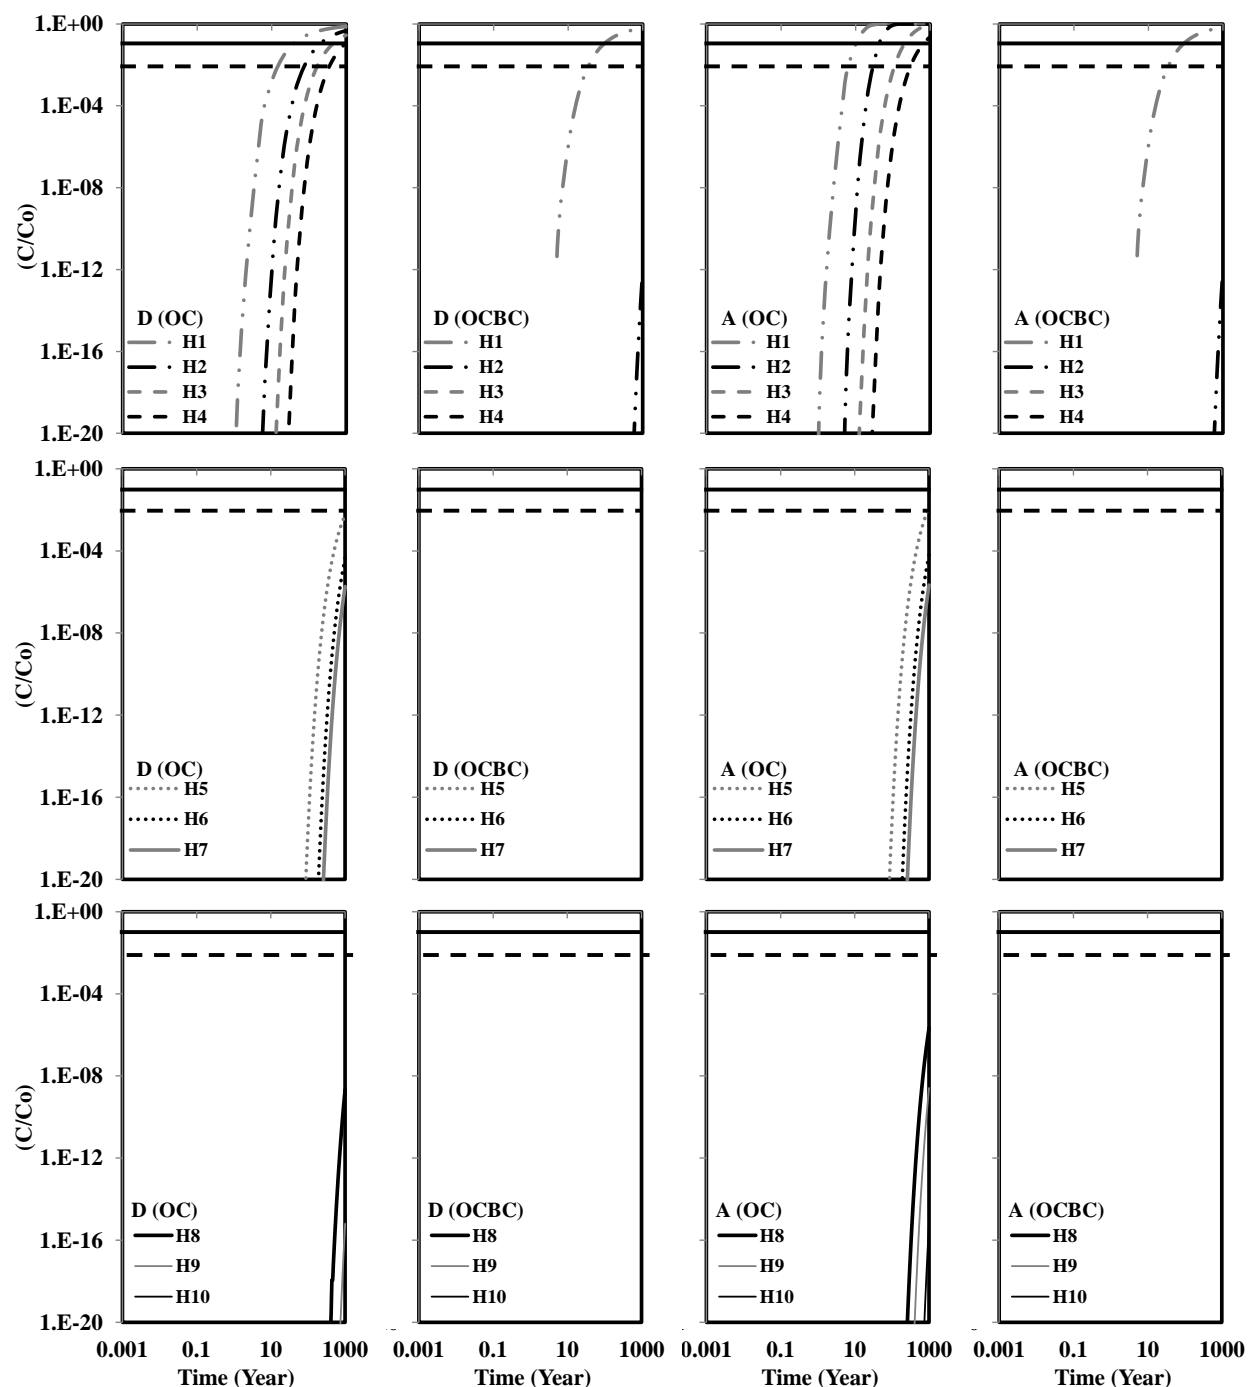 1.E+00
1.E-04
1.E-08
1.E-12
1.E-16
1.E-20
(C/Co)
D (OC)
H1
H2
H3
H4
D (OCBC)
H1
H2
H3
H4
A (OC)
H1
H2
H3
H4
A (OCBC)
H1
H2
H3
H4
1.E+00
1.E-04
1.E-08
1.E-12
1.E-16
1.E-20
(C/Co)
D (OC)
H5
H6
H7
D (OCBC)
H5
H6
H7
A (OC)
H5
H6
H7
A (OCBC)
H5
H6
H7
1.E+00
1.E-04
1.E-08
1.E-12
1.E-16
1.E-20
(C/Co)
D (OC)
H8
H9
H10
D (OCBC)
H8
H9
H10
A (OC)
H8
H9
H10
A (OCBC)
H8
H9
H10
0.001 0.1 10 1000
0.001 0.1 10 1000
0.001 0.1 10 1000
0.001 0.1 10 1000
Time (Year)
Time (Year)
Time (Year)
Time (Year)